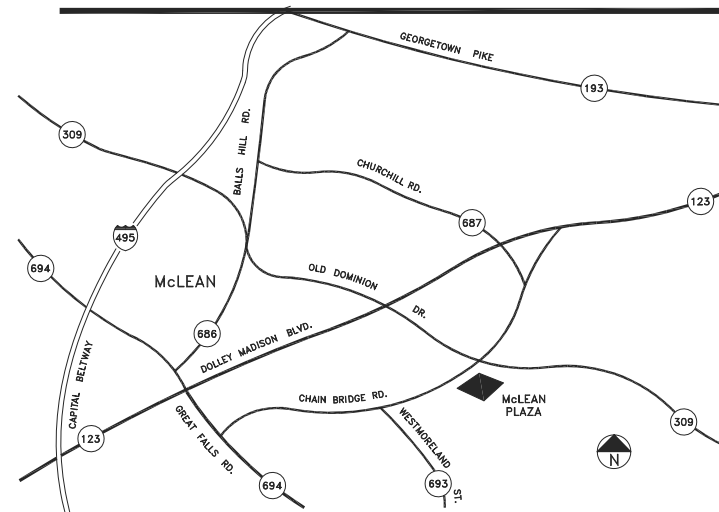 GEORGETOWN PIKE
193
309
BALLS HILL RD.
CHURCHILL RD.
123
687
495
694
OLD DOMINION
DR.
McLEAN
686
DOLLEY MADISON BLVD.
CAPITAL BELTWAY
CHAIN BRIDGE RD.
McLEAN
PLAZA
GREAT FALLS RD.
WESTMORELAND
ST.
309
123
N
694
693